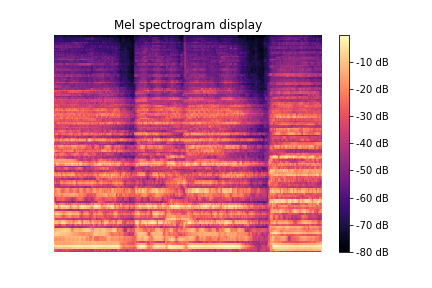 Mel spectrogram display
-10 dB
-20 dB
-30 dB
-40 dB
-50 dB
-60 dB
-70 dB
-80 dB